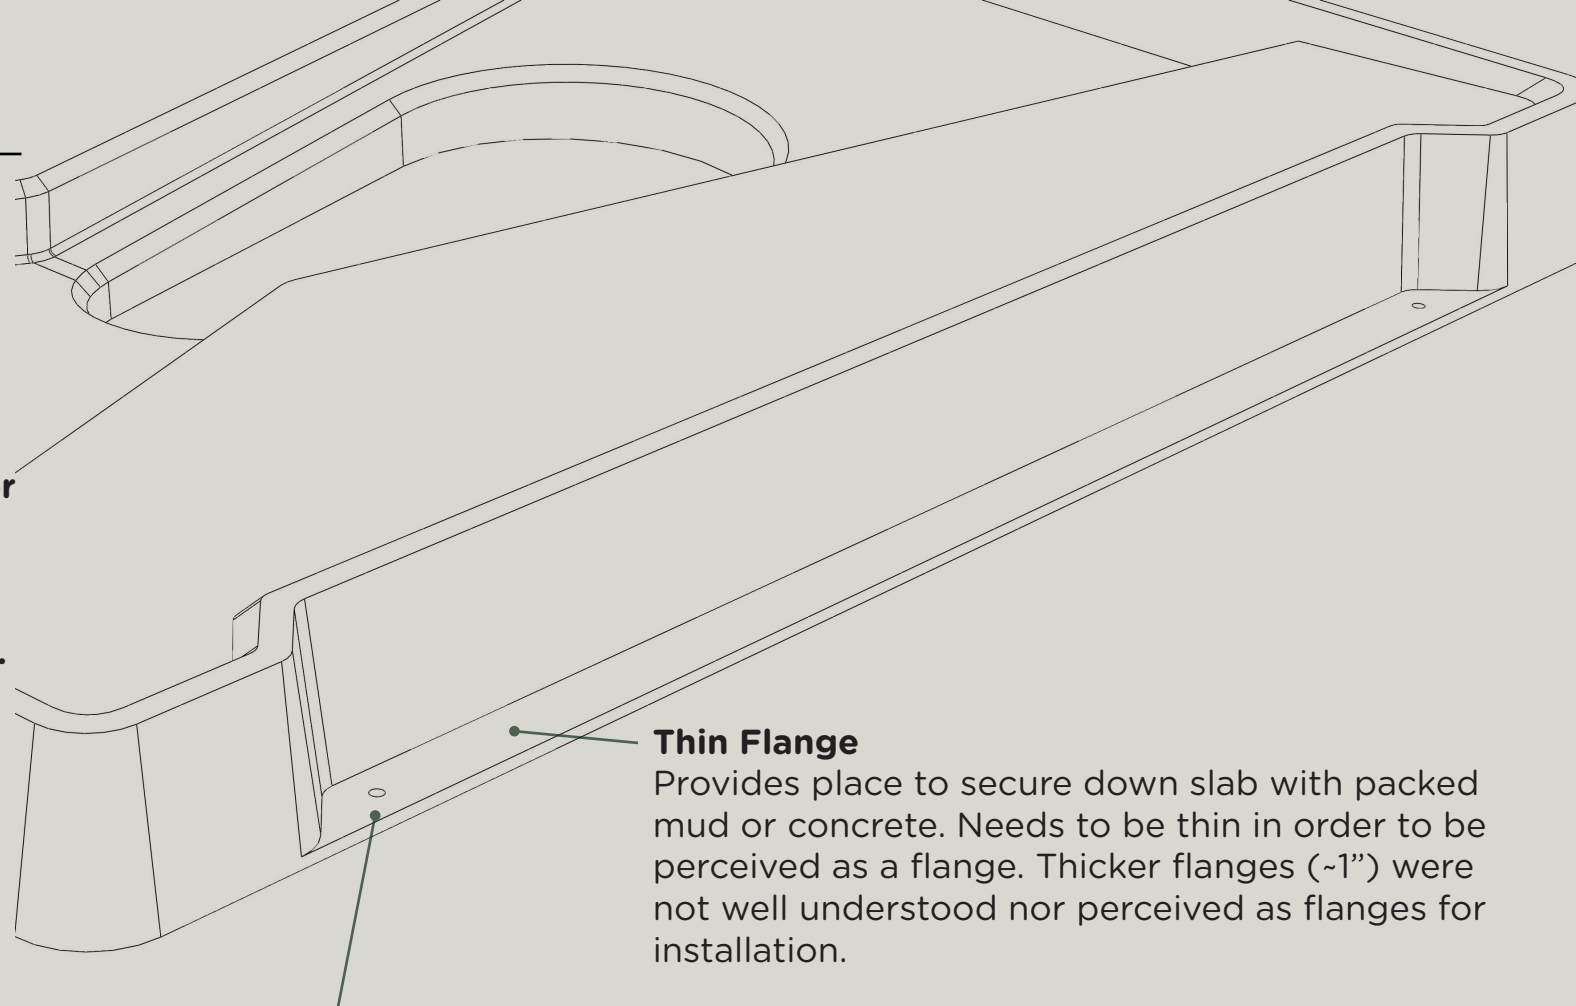 r
.
Thin Flange
Provides place to secure down slab with packed
mud or concrete. Needs to be thin in order to be
perceived as a flange. Thicker flanges (~1”) were
not well understood nor perceived as flanges for
installation.